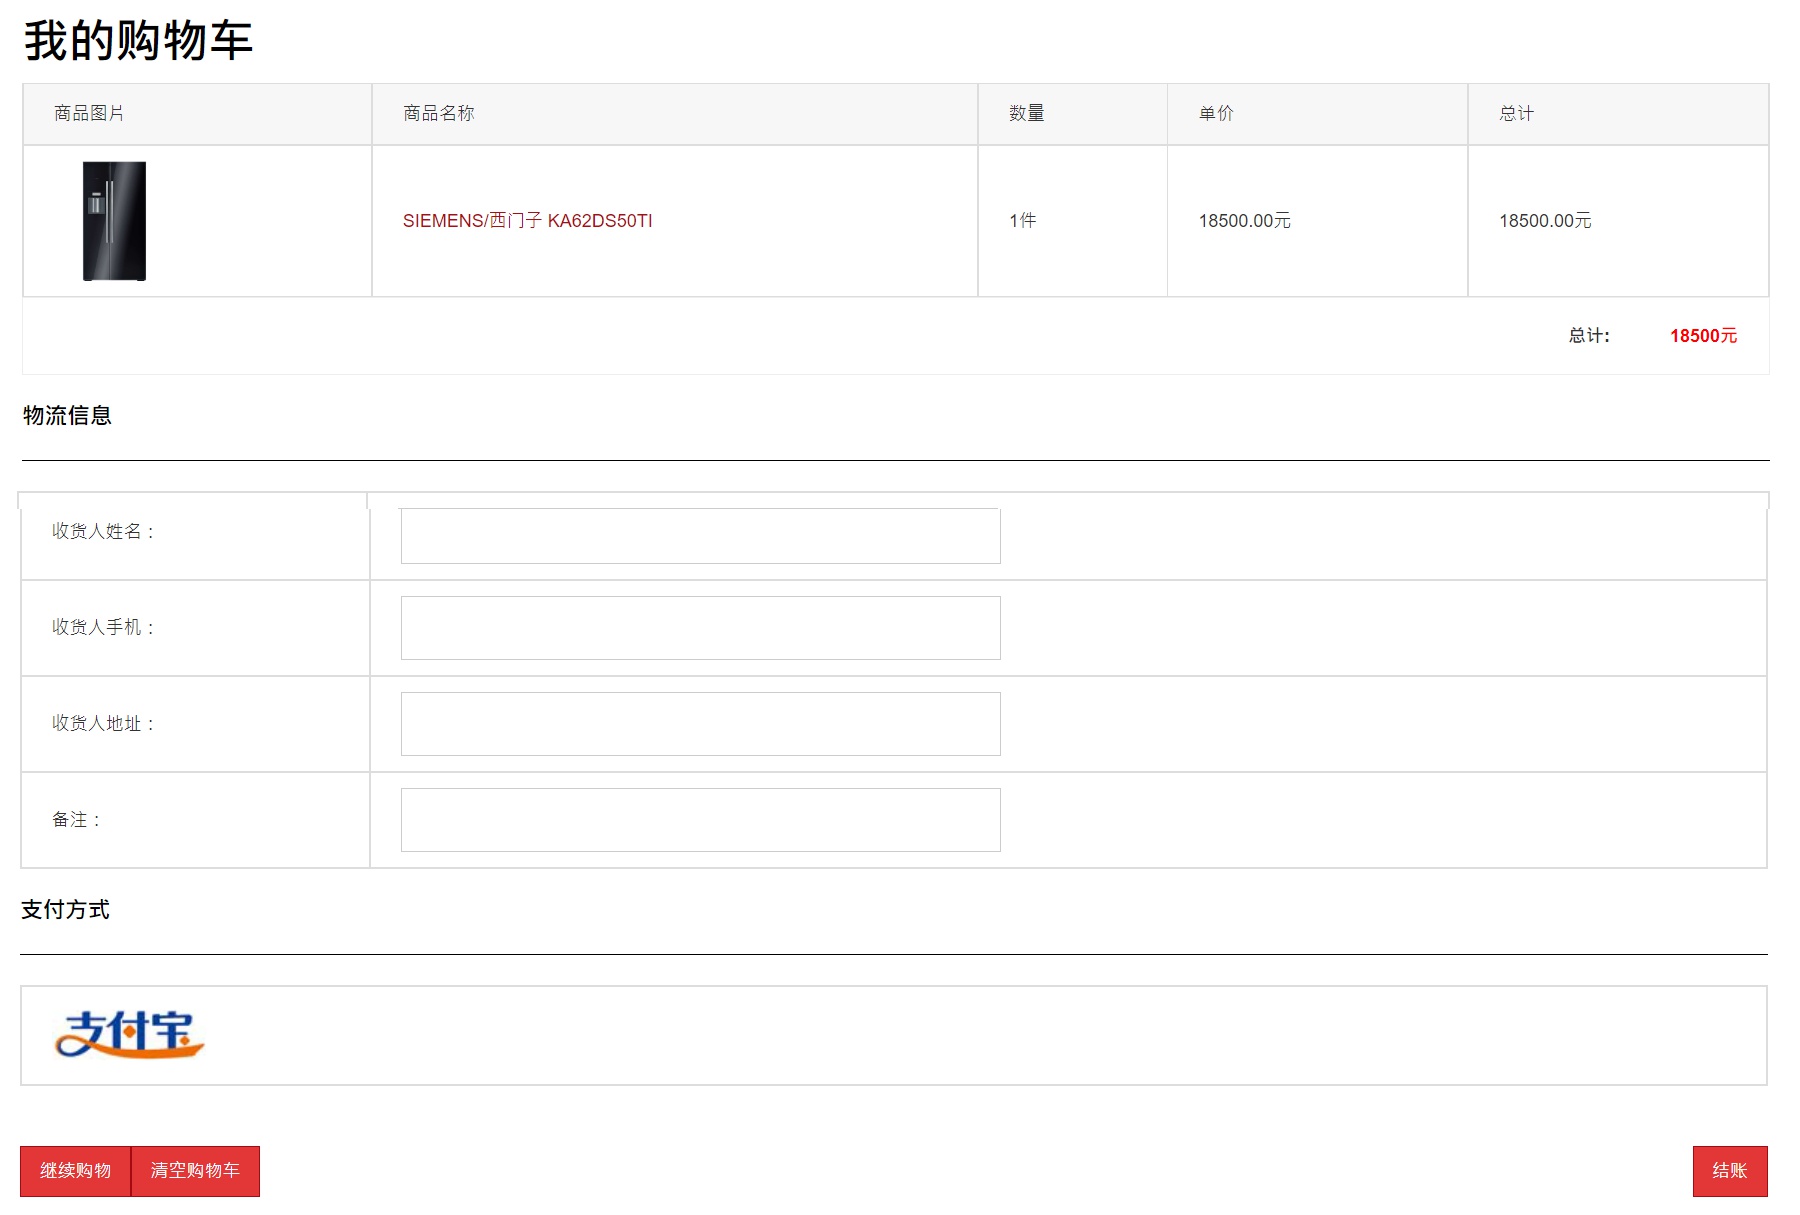 我的购物车
商品图片 商品名称 数量 单价 总计
SIEMENS/西门子 KA62DS50TI 1件 18500.00元 18500.00元
总计: 18500元
物流信息
收货人姓名：
收货人手机：
收货人地址：
备注：
支付方式
支付宝
继续购物 清空购物车 结账